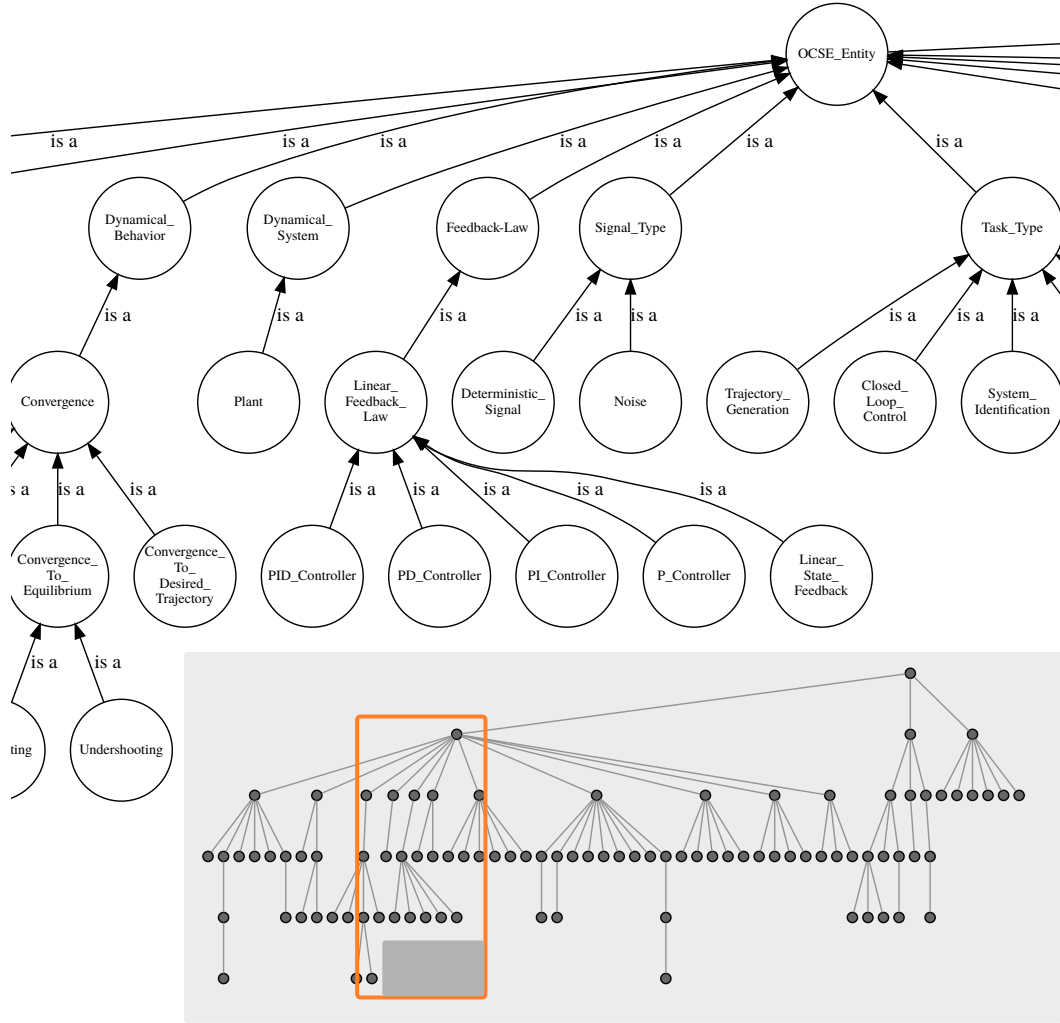 OCSE_Entity
is a
is a
is a
is a
is a
is a
is a
Dynamical_
Behavior
Dynamical_
System
Feedback-Law
Signal_Type
Task_Type
is a
is a
is a
is a
is a
is a
is a
is a
Convergence
Plant
Linear_
Feedback_
Law
Deterministic_
Signal
Noise
Trajectory_
Generation
Closed_
Loop_
Control
System_
Identification
s a
is a
is a
is a
is a
is a
is a
is a
Convergence_
To_
Equilibrium
Convergence_
To_
Desired_
Trajectory
PID_Controller
PD_Controller
PI_Controller
P_Controller
Linear_
State_
Feedback
is a
is a
ting
Undershooting